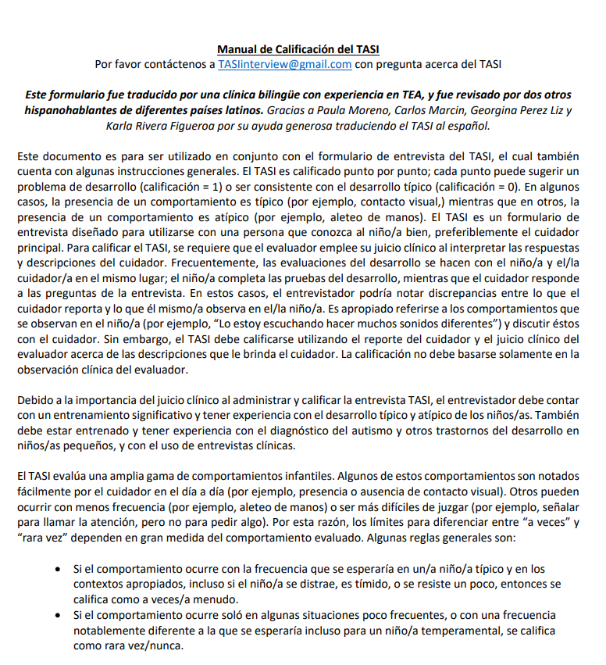 Manual de Calificación del TASI
Por favor contáctenos a TASIinterview@gmail.com con pregunta acerca del TASI
Este formulario fue traducido por una clínica bilingüe con experiencia en TEA, y fue revisado por dos otros
hispanohablantes de diferentes países latinos. Gracias a Paula Moreno, Carlos Marcin, Georgina Perez Liz y
Karla Rivera Figueroa por su ayuda generosa traduciendo el TASI al español.
Este documento es para ser utilizado en conjunto con el formulario de entrevista del TASI, el cual también
cuenta con algunas instrucciones generales. El TASI es calificado punto por punto; cada punto puede sugerir un
problema de desarrollo (calificación = 1) o ser consistente con el desarrollo típico (calificación = 0). En algunos
casos, la presencia de un comportamiento es típico (por ejemplo, contacto visual,) mientras que en otros, la
presencia de un comportamiento es atípico (por ejemplo, aleteo de manos). El TASI es un formulario de
entrevista diseñado para utilizarse con una persona que conozca al niño/a bien, preferiblemente el cuidador
principal. Para calificar el TASI, se requiere que el evaluador emplee su juicio clínico al interpretar las respuestas
y descripciones del cuidador. Frecuentemente, las evaluaciones del desarrollo se hacen con el niño/a y el/la
cuidador/a en el mismo lugar; el niño/a completa las pruebas del desarrollo, mientras que el cuidador responde
a las preguntas de la entrevista. En estos casos, el entrevistador podría notar discrepancias entre lo que el
cuidador reporta y lo que él mismo/a observa en el/la niño/a. Es apropiado referirse a los comportamientos que
se observan en el niño/a (por ejemplo, “Lo estoy escuchando hacer muchos sonidos diferentes”) y discutir éstos
con el cuidador. Sin embargo, el TASI debe calificarse utilizando el reporte del cuidador y el juicio clínico del
evaluador acerca de las descripciones que le brinda el cuidador. La calificación no debe basarse solamente en la
observación clínica del evaluador.
Debido a la importancia del juicio clínico al administrar y calificar la entrevista TASI, el entrevistador debe contar
con un entrenamiento significativo y tener experiencia con el desarrollo típico y atípico de los niños/as. También
debe estar entrenado y tener experiencia con el diagnóstico del autismo y otros trastornos del desarrollo en
niños/as pequeños, y con el uso de entrevistas clínicas.
El TASI evalúa una amplia gama de comportamientos infantiles. Algunos de estos comportamientos son notados
fácilmente por el cuidador en el día a día (por ejemplo, presencia o ausencia de contacto visual). Otros pueden
ocurrir con menos frecuencia (por ejemplo, aleteo de manos) o ser más difíciles de juzgar (por ejemplo, señalar
para llamar la atención, pero no para pedir algo). Por esta razón, los límites para diferenciar entre “a veces” y
“rara vez” dependen en gran medida del comportamiento evaluado. Algunas reglas generales son:
• Si el comportamiento ocurre con la frecuencia que se esperaría en un/a niño/a típico y en los
contextos apropiados, incluso si el niño/a se distrae, es tímido, o se resiste un poco, entonces se
califica como a veces/a menudo.
• Si el comportamiento ocurre soló en algunas situaciones poco frecuentes, o con una frecuencia
notablemente diferente a la que se esperaría incluso para un niño/a temperamental, se califica
como rara vez/nunca.